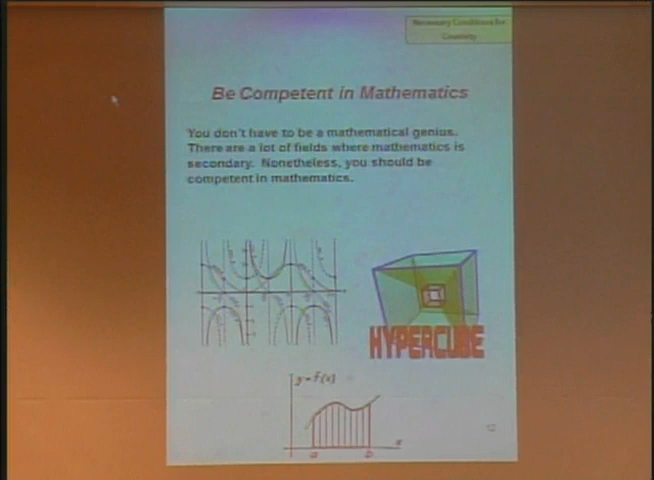 Necessary Conditions for
Creativity
Be Competent in Mathematics
You don't have to be a mathematical genius.
There are a lot of fields where mathematics is
secondary. Nonetheless, you should be
competent in mathematics.
HYPERCUBE
y = f(x)
a b x
12